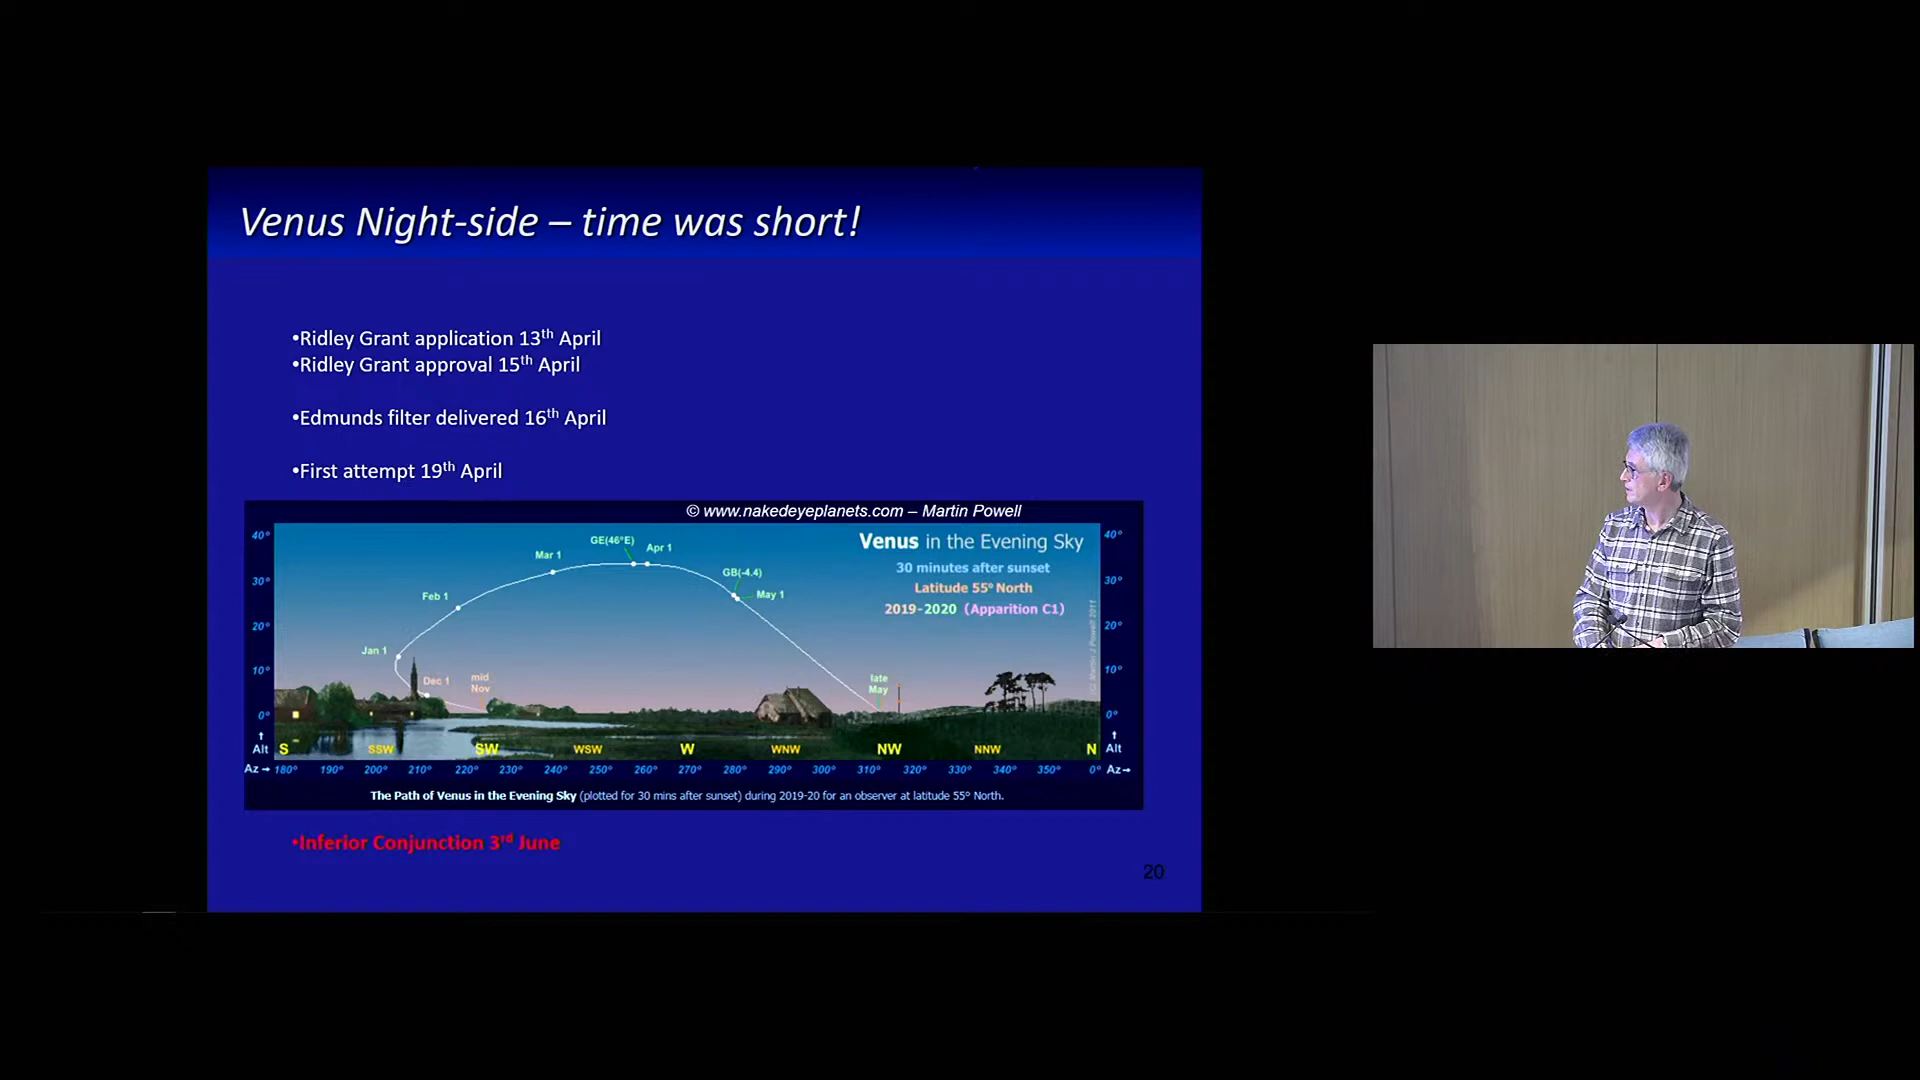 Venus Night-side – time was short!
•Ridley Grant application 13th April
•Ridley Grant approval 15th April
•Edmunds filter delivered 16th April
•First attempt 19th April
© www.nakedeyeplanets.com – Martin Powell
Venus in the Evening Sky
30 minutes after sunset
Latitude 55º North
2019-2020 (Apparition C1)
40° 40°
30° 30°
20° 20°
10° 10°
0° 0°
GE(46°E)
Mar 1
Apr 1
GB(-4.4)
Feb 1
May 1
Jan 1
Dec 1
mid
Nov
late
May
(C) Martin J Powell 2011
Alt S SSW SW WSW W WNW NW NNW N Alt
Az→ 180° 190° 200° 210° 220° 230° 240° 250° 260° 270° 280° 290° 300° 310° 320° 330° 340° 350° 0° Az→
The Path of Venus in the Evening Sky (plotted for 30 mins after sunset) during 2019-20 for an observer at latitude 55° North.
•Inferior Conjunction 3rd June
20